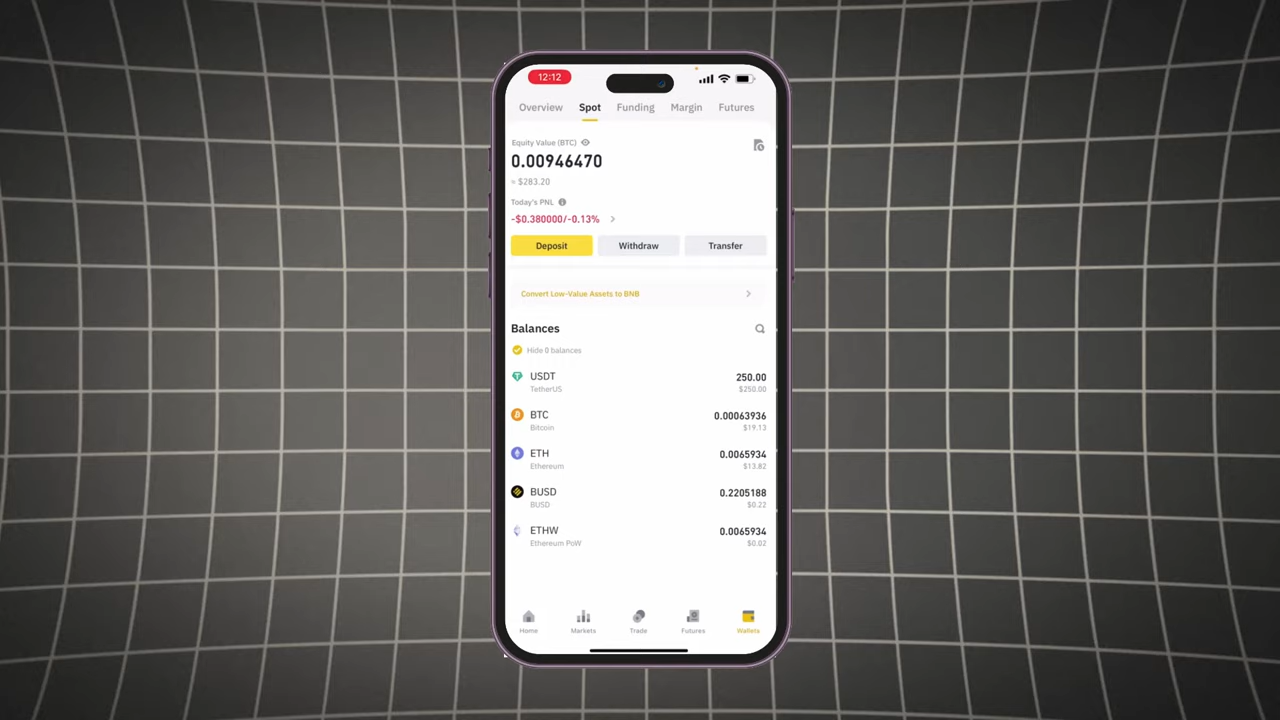 12:12
Overview Spot Funding Margin Futures
Equity Value (BTC)
0.00946470
≈ $283.20
Today's PNL
-$0.380000/-0.13%
Deposit Withdraw Transfer
Convert Low-Value Assets to BNB
Balances
Hide 0 balances
USDT 250.00
TetherUS $250.00
BTC 0.00063936
Bitcoin $19.13
ETH 0.0065934
Ethereum $13.82
BUSD 0.2205188
BUSD $0.22
ETHW 0.0065934
Ethereum PoW $0.02
Home Markets Trade Futures Wallets